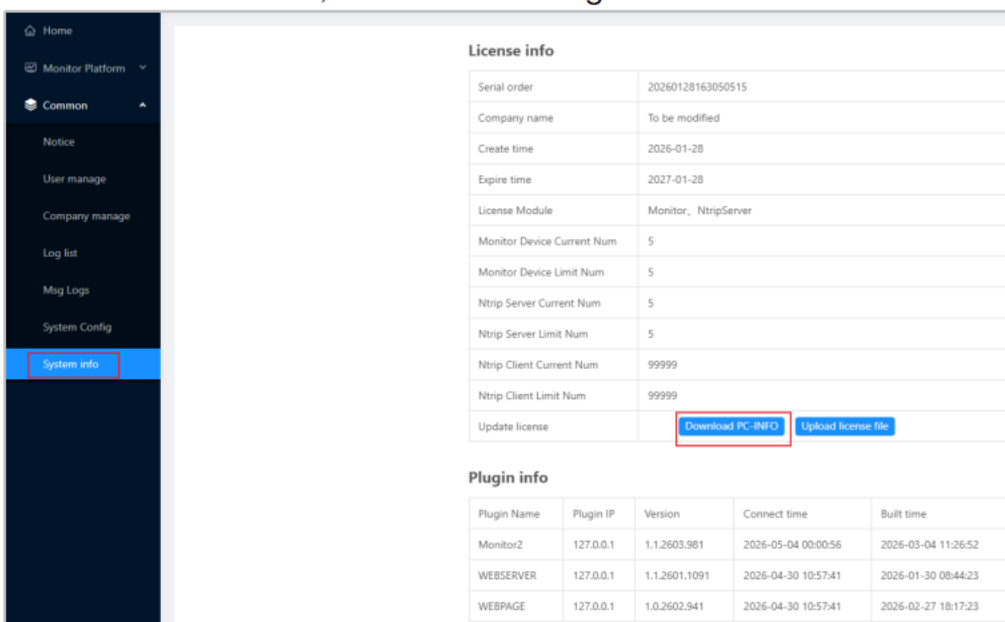 Home
License info
Monitor Platform
Serial order 20260128163050515
Common
Company name To be modified
Notice
Create time 2026-01-28
User manage
Expire time 2027-01-28
Company manage
License Module Monitor、NtripServer
Log list
Monitor Device Current Num 5
Monitor Device Limit Num 5
Msg Logs
Ntrip Server Current Num 5
System Config
Ntrip Server Limit Num 5
System info
Ntrip Client Current Num 99999
Ntrip Client Limit Num 99999
Update license Download PC-INFO Upload license file
Plugin info
Plugin Name Plugin IP Version Connect time Built time
Monitor2 127.0.0.1 1.1.2603.981 2026-05-04 00:00:56 2026-03-04 11:26:52
WEBSERVER 127.0.0.1 1.1.2601.1091 2026-04-30 10:57:41 2026-01-30 08:44:23
WEBPAGE 127.0.0.1 1.0.2602.941 2026-04-30 10:57:41 2026-02-27 18:17:23